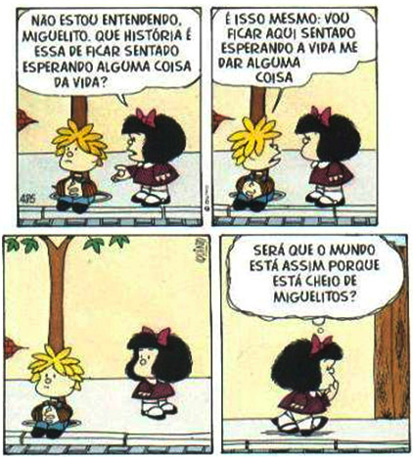 NÃO ESTOU ENTENDENDO,
MIGUELITO. QUE HISTÓRIA É
ESSA DE FICAR SENTADO
ESPERANDO ALGUMA COISA
DA VIDA?
É ISSO MESMO: VOU
FICAR AQUI SENTADO
ESPERANDO A VIDA ME
DAR ALGUMA
COISA
485
SERÁ QUE O MUNDO
ESTÁ ASSIM PORQUE
ESTÁ CHEIO DE
MIGUELITOS?